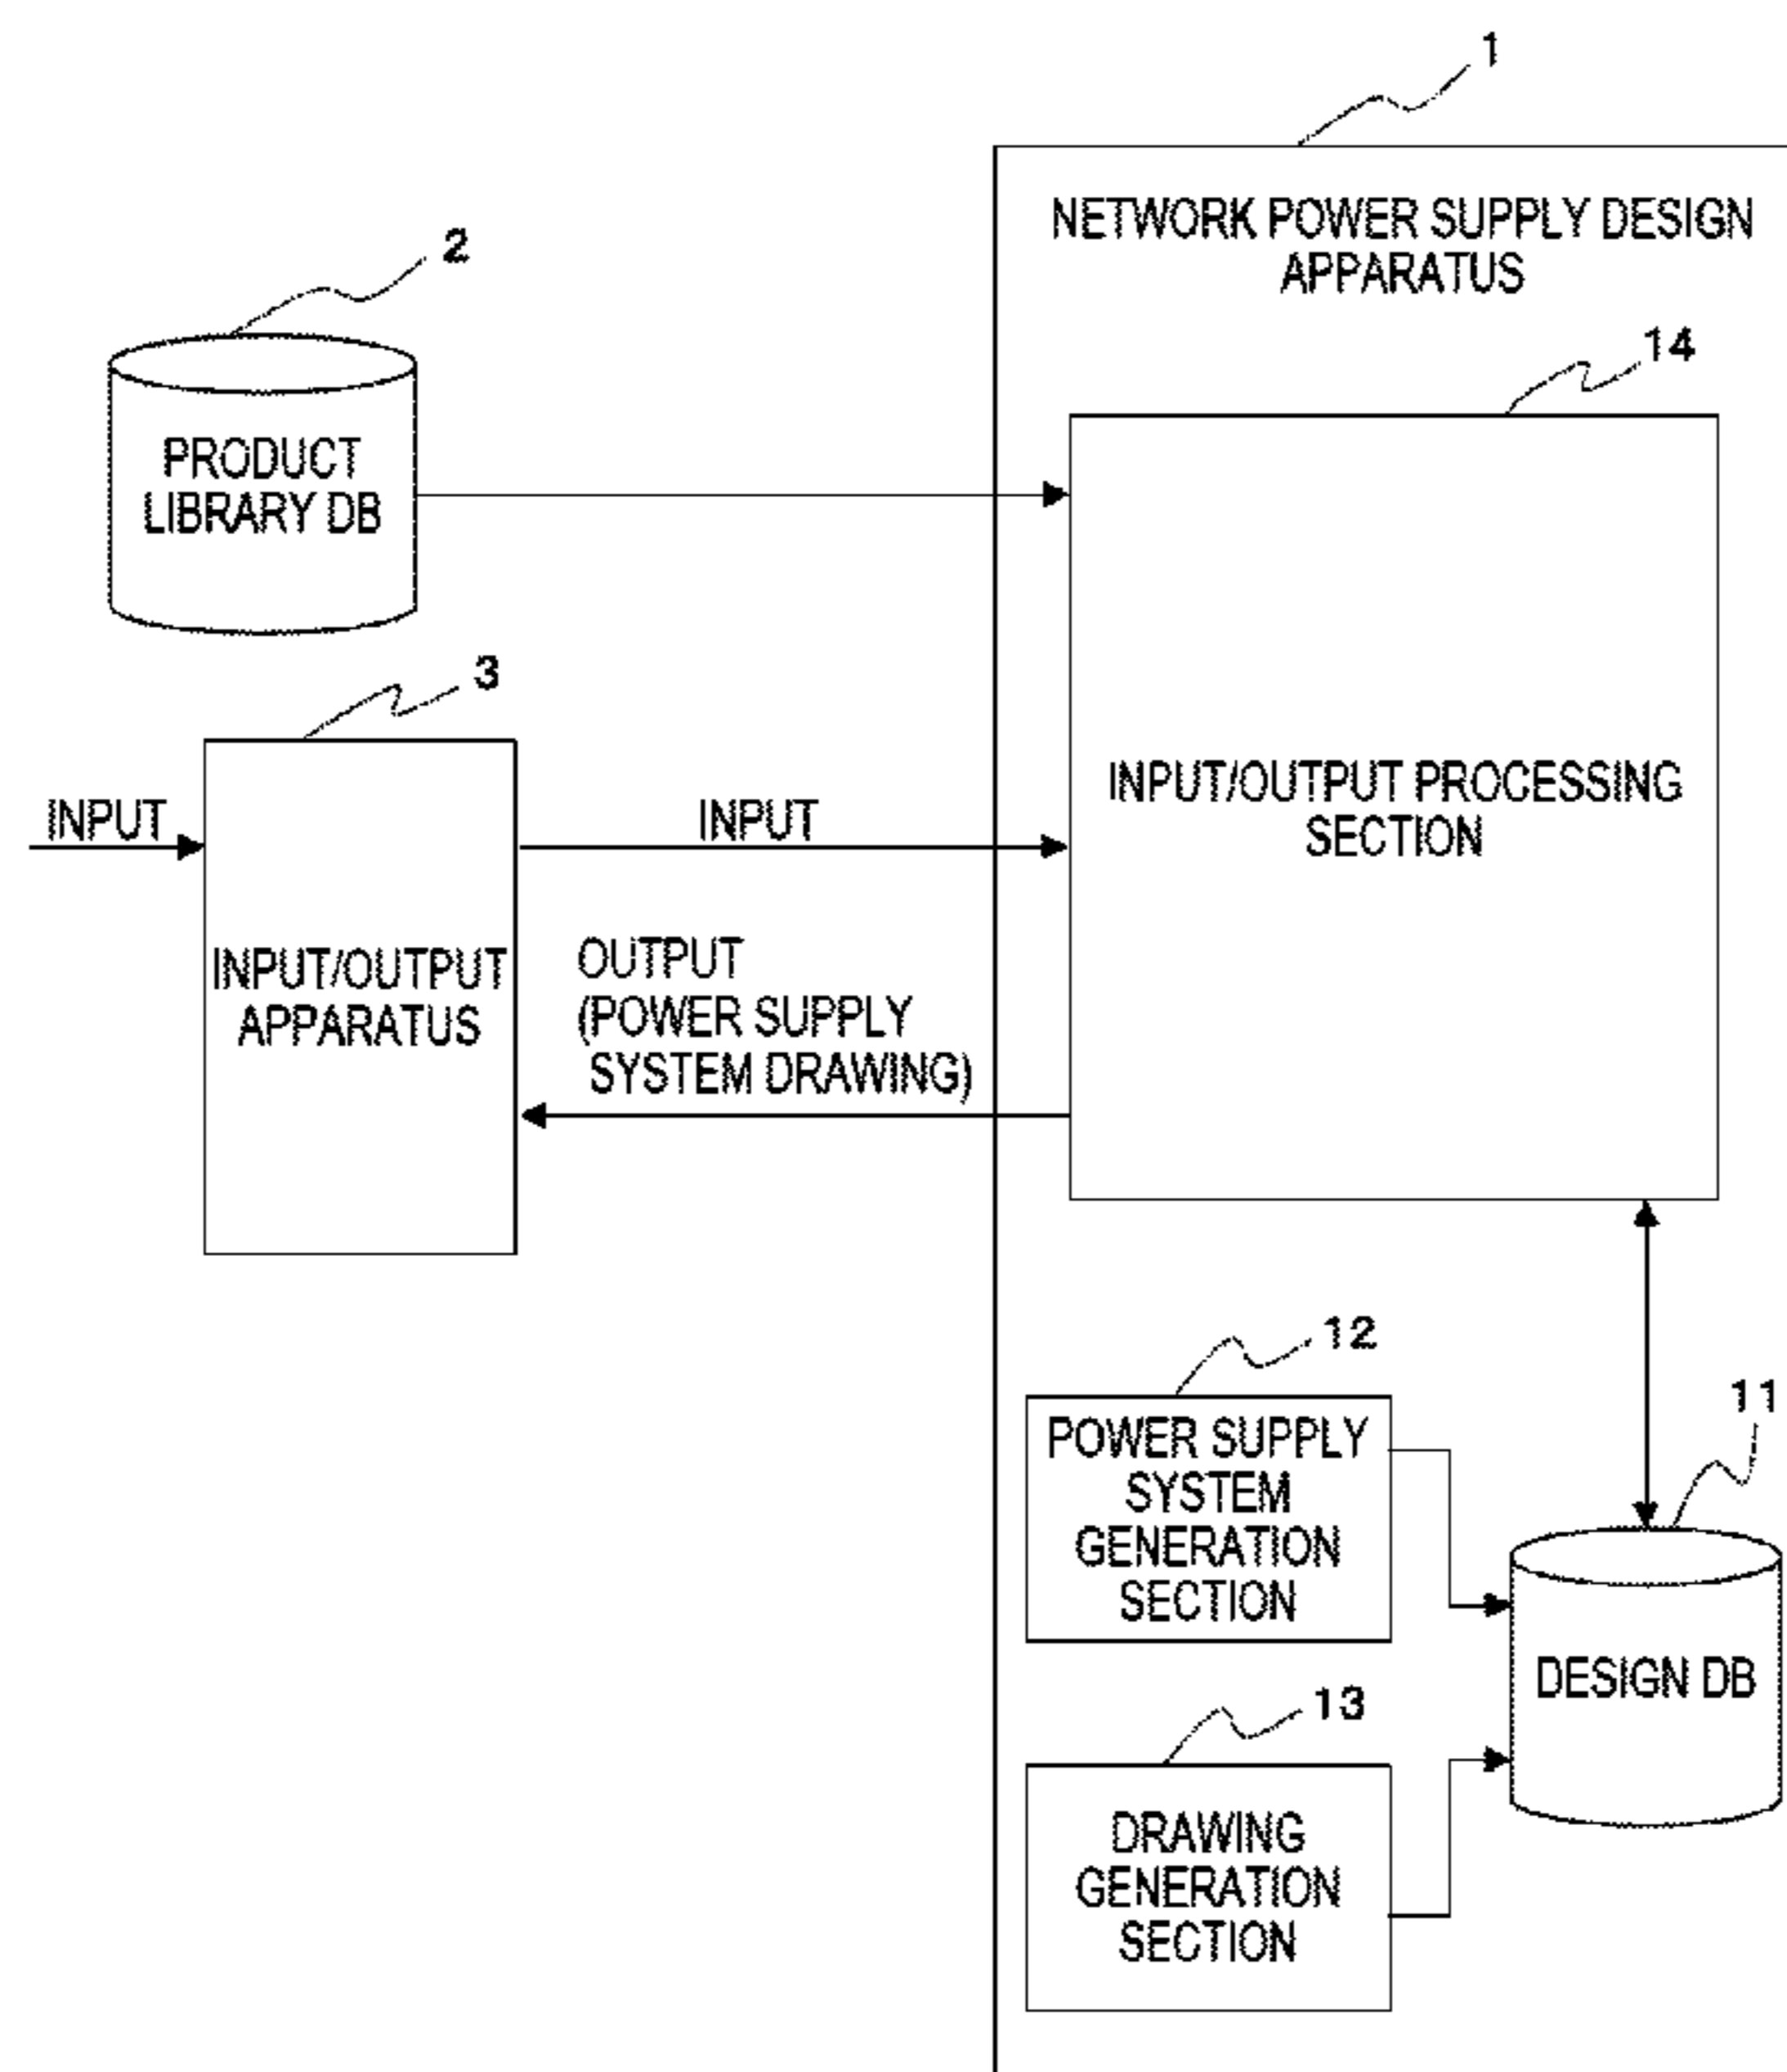 1
NETWORK POWER SUPPLY DESIGN
APPARATUS
2
PRODUCT
LIBRARY DB
14
INPUT/OUTPUT PROCESSING
SECTION
3
INPUT
INPUT/OUTPUT
APPARATUS
INPUT
OUTPUT
(POWER SUPPLY
SYSTEM DRAWING)
12
POWER SUPPLY
SYSTEM
GENERATION
SECTION
11
DESIGN DB
13
DRAWING
GENERATION
SECTION